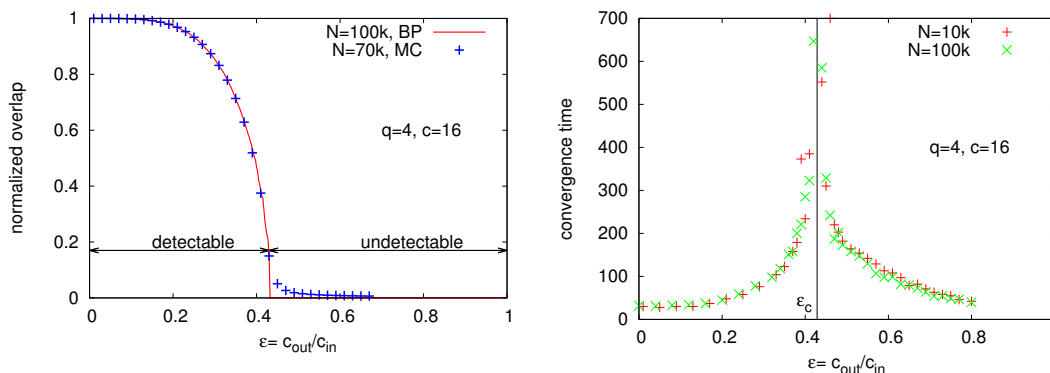 N=100k, BP
N=70k, MC
q=4, c=16
detectable
undetectable
normalized overlap
0
0.2
0.4
0.6
0.8
1
0
0.2
0.4
0.6
0.8
1
ε= c_out/c_in
N=10k
N=100k
q=4, c=16
ε_c
convergence time
0
100
200
300
400
500
600
700
0
0.2
0.4
0.6
0.8
1
ε= c_out/c_in